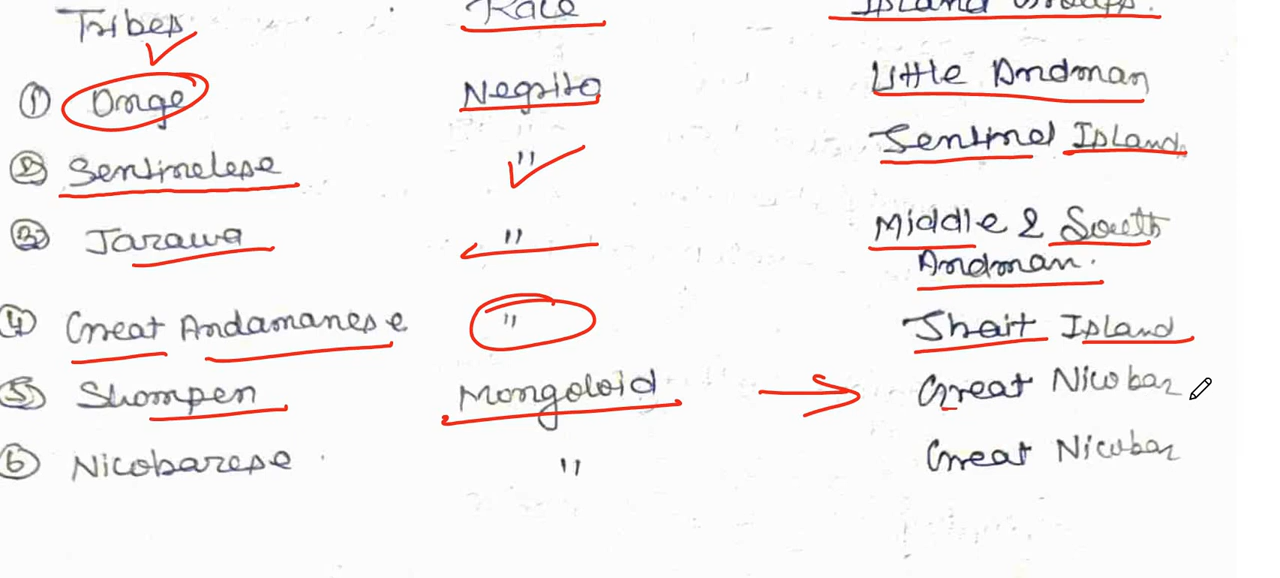 Tribes Race Island Groups.
① Onge Negrito Little Andman
② Sentinelese " Sentinel Island
③ Jarawa " Middle & South
Andman.
④ Great Andamanese " Strait Island
⑤ Shompen Mongoloid → Great Nicobar
⑥ Nicobarese " Great Nicobar